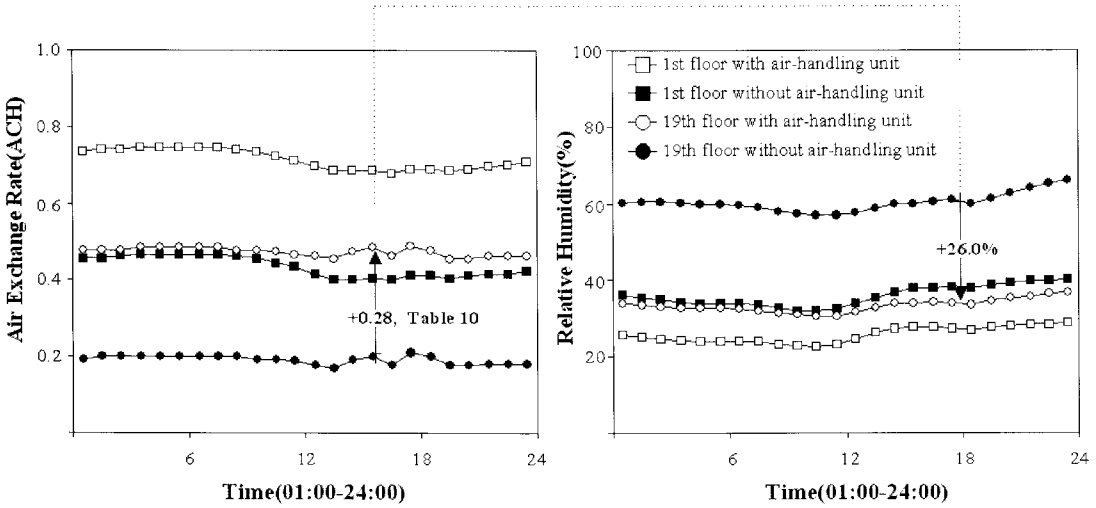 1.0
0.8
0.6
0.4
0.2
Air Exchange Rate(ACH)
+0.28, Table 10
6
12
18
24
Time(01:00-24:00)
100
80
60
40
20
Relative Humidity(%)
1st floor with air-handling unit
1st floor without air-handling unit
19th floor with air-handling unit
19th floor without air-handling unit
+26.0%
6
12
18
24
Time(01:00-24:00)